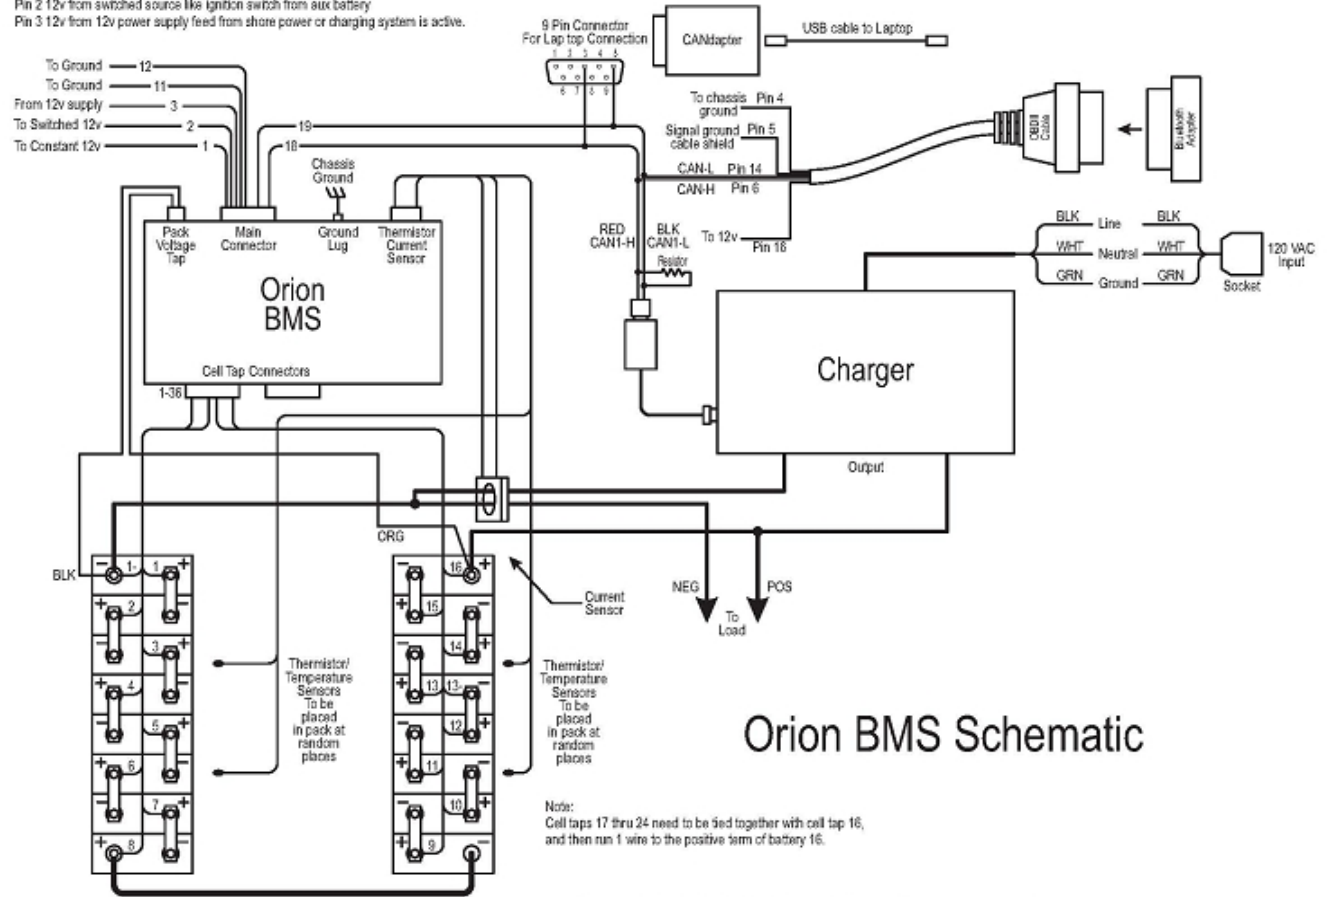 Pin 2 12v from switched source like ignition switch from aux battery
Pin 3 12v from 12v power supply feed from shore power or charging system is active.
9 Pin Connector
For Lap top Connection
1 2 3 4 5
6 7 8 9
CANdapter
USB cable to Laptop
To Ground 12
To Ground 11
From 12v supply 3
To Switched 12v 2
To Constant 12v 1
19
18
Chassis
Ground
To chassis
ground
Pin 4
Signal ground
cable shield
Pin 5
CAN-L Pin 14
CAN-H Pin 6
To 12v
Pin 16
OBDII
Cable
Bluetooth
Adapter
Pack
Voltage
Tap
Main
Connector
Ground
Lug
Thermistor
Current
Sensor
RED
CAN1-H
BLK
CAN1-L
Resistor
BLK Line BLK
WHT Neutral WHT
GRN Ground GRN
120 VAC
Input
Socket
Orion
BMS
Cell Tap Connectors
1-36
Charger
Output
ORG
BLK
NEG
POS
To
Load
Current
Sensor
- 1- 1 +
+ 2 -
- 3 +
+ 4 -
- 5 +
+ 6 -
- 7 +
+ 8 -
- 16 +
+ 15 -
- 14 +
+ 13 13- -
- 12 +
+ 11 -
- 10 +
+ 9 -
Thermistor/
Temperature
Sensors
To be
placed
in pack at
random
places
Thermistor/
Temperature
Sensors
To be
placed
in pack at
random
places
Orion BMS Schematic
Note:
Cell taps 17 thru 24 need to be tied together with cell tap 16,
and then run 1 wire to the positive term of battery 16.